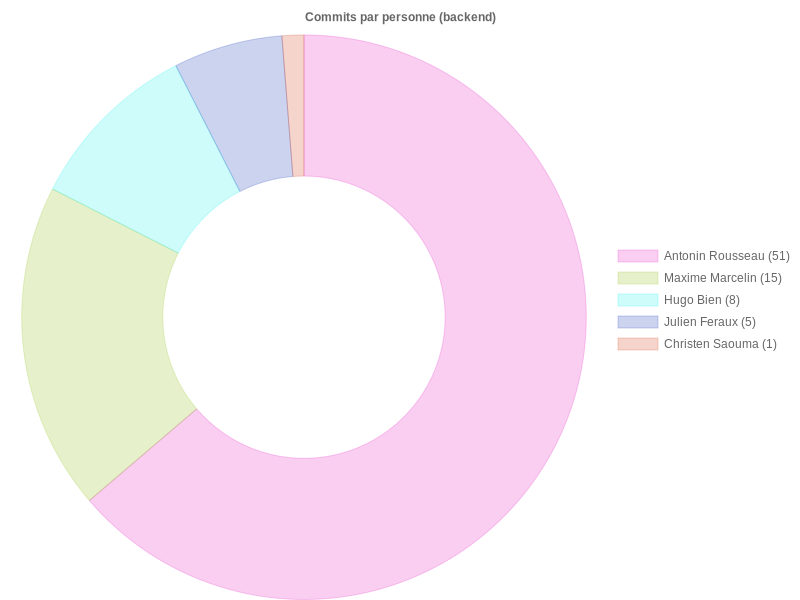 Commits par personne (backend)
Antonin Rousseau (51)
Maxime Marcelin (15)
Hugo Bien (8)
Julien Feraux (5)
Christen Saouma (1)